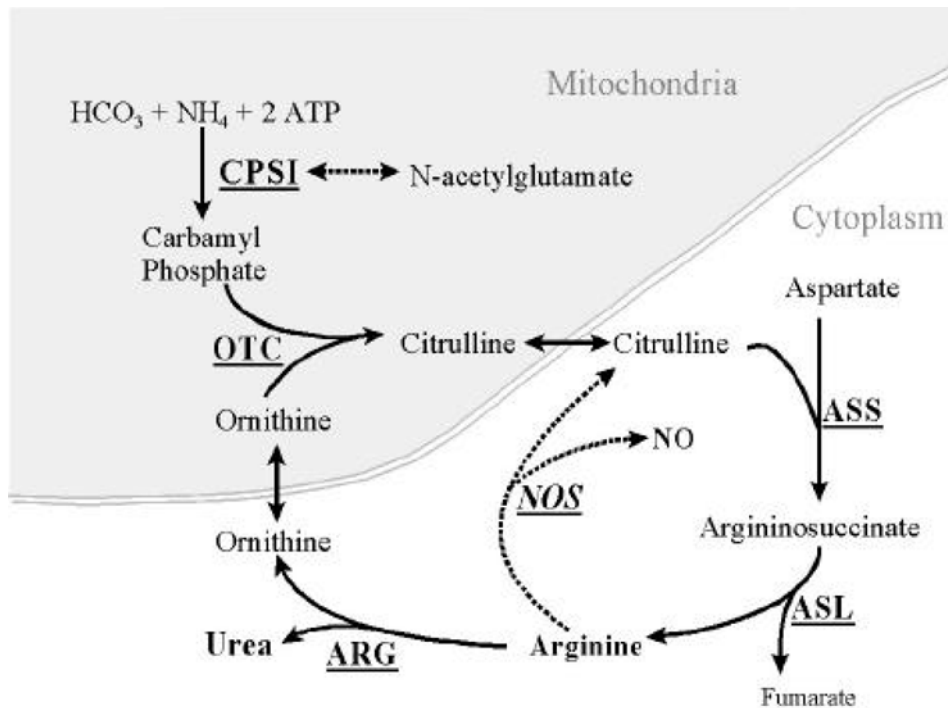 Mitochondria
HCO₃ + NH₄ + 2 ATP
CPSI
N-acetylglutamate
Cytoplasm
Carbamyl
Phosphate
Aspartate
OTC
Citrulline
Citrulline
ASS
Ornithine
NO
NOS
Ornithine
Argininosuccinate
ASL
Urea
ARG
Arginine
Fumarate